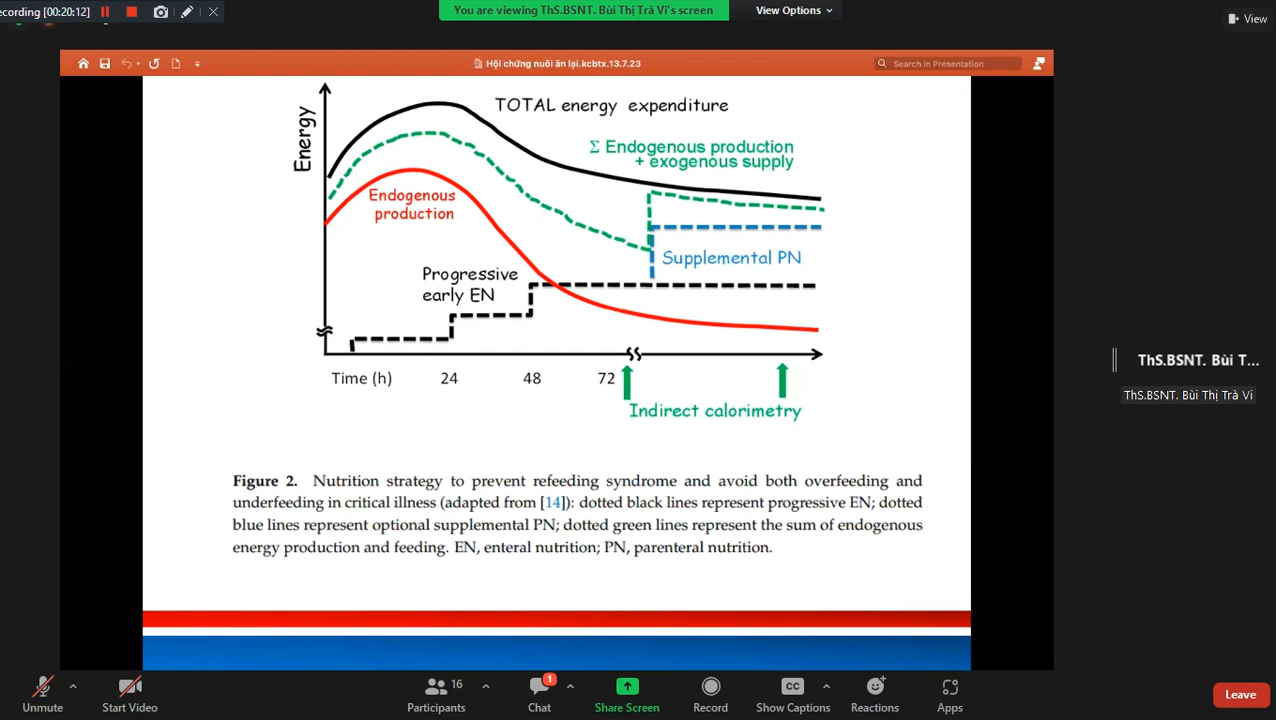 ecording [00:20:12]
You are viewing ThS.BSNT. Bùi Thị Trà Vi's screen
View Options
View
Hội chứng nuôi ăn lại.kcbtx.13.7.23
Search in Presentation
TOTAL energy expenditure
Energy
Σ Endogenous production
+ exogenous supply
Endogenous
production
Supplemental PN
Progressive
early EN
Time (h) 24 48 72
Indirect calorimetry
Figure 2. Nutrition strategy to prevent refeeding syndrome and avoid both overfeeding and
underfeeding in critical illness (adapted from [14]): dotted black lines represent progressive EN; dotted
blue lines represent optional supplemental PN; dotted green lines represent the sum of endogenous
energy production and feeding. EN, enteral nutrition; PN, parenteral nutrition.
ThS.BSNT. Bùi T...
ThS.BSNT. Bùi Thị Trà Vi
16
1
CC
Unmute
Start Video
Participants
Chat
Share Screen
Record
Show Captions
Reactions
Apps
Leave